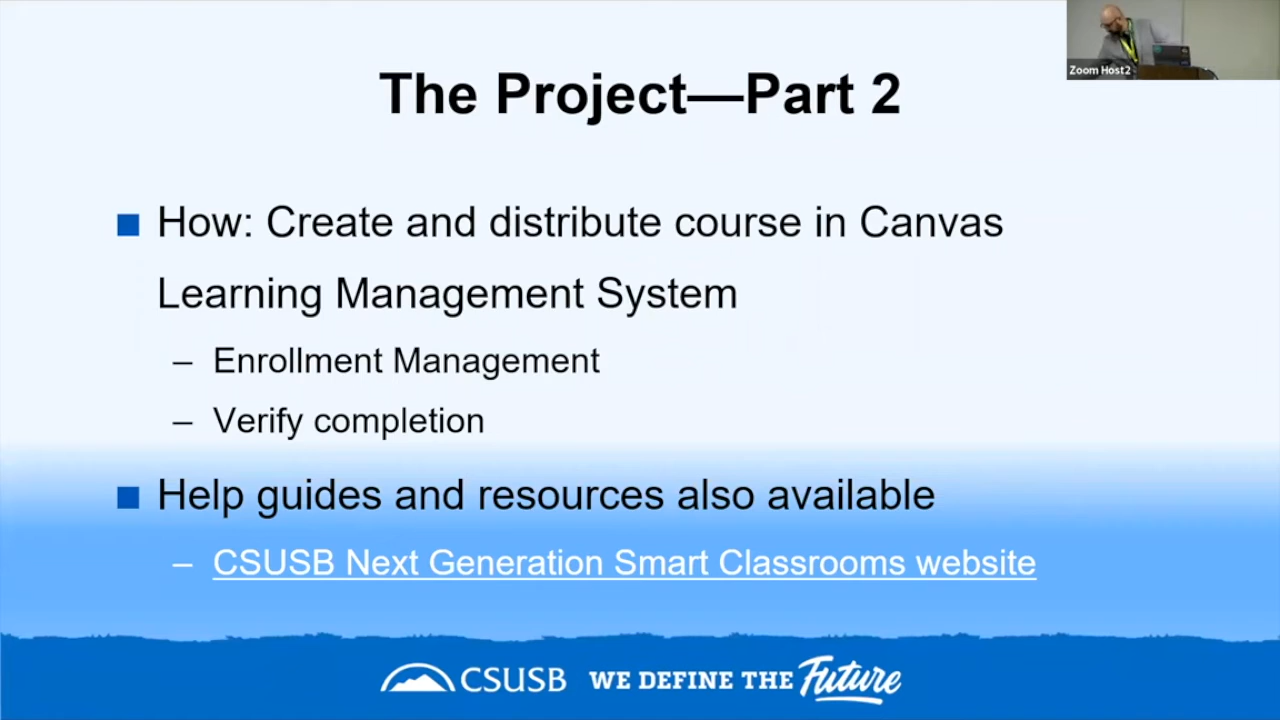 Zoom Host2
The Project—Part 2
How: Create and distribute course in Canvas
Learning Management System
– Enrollment Management
– Verify completion
Help guides and resources also available
– CSUSB Next Generation Smart Classrooms website
CSUSB WE DEFINE THE Future